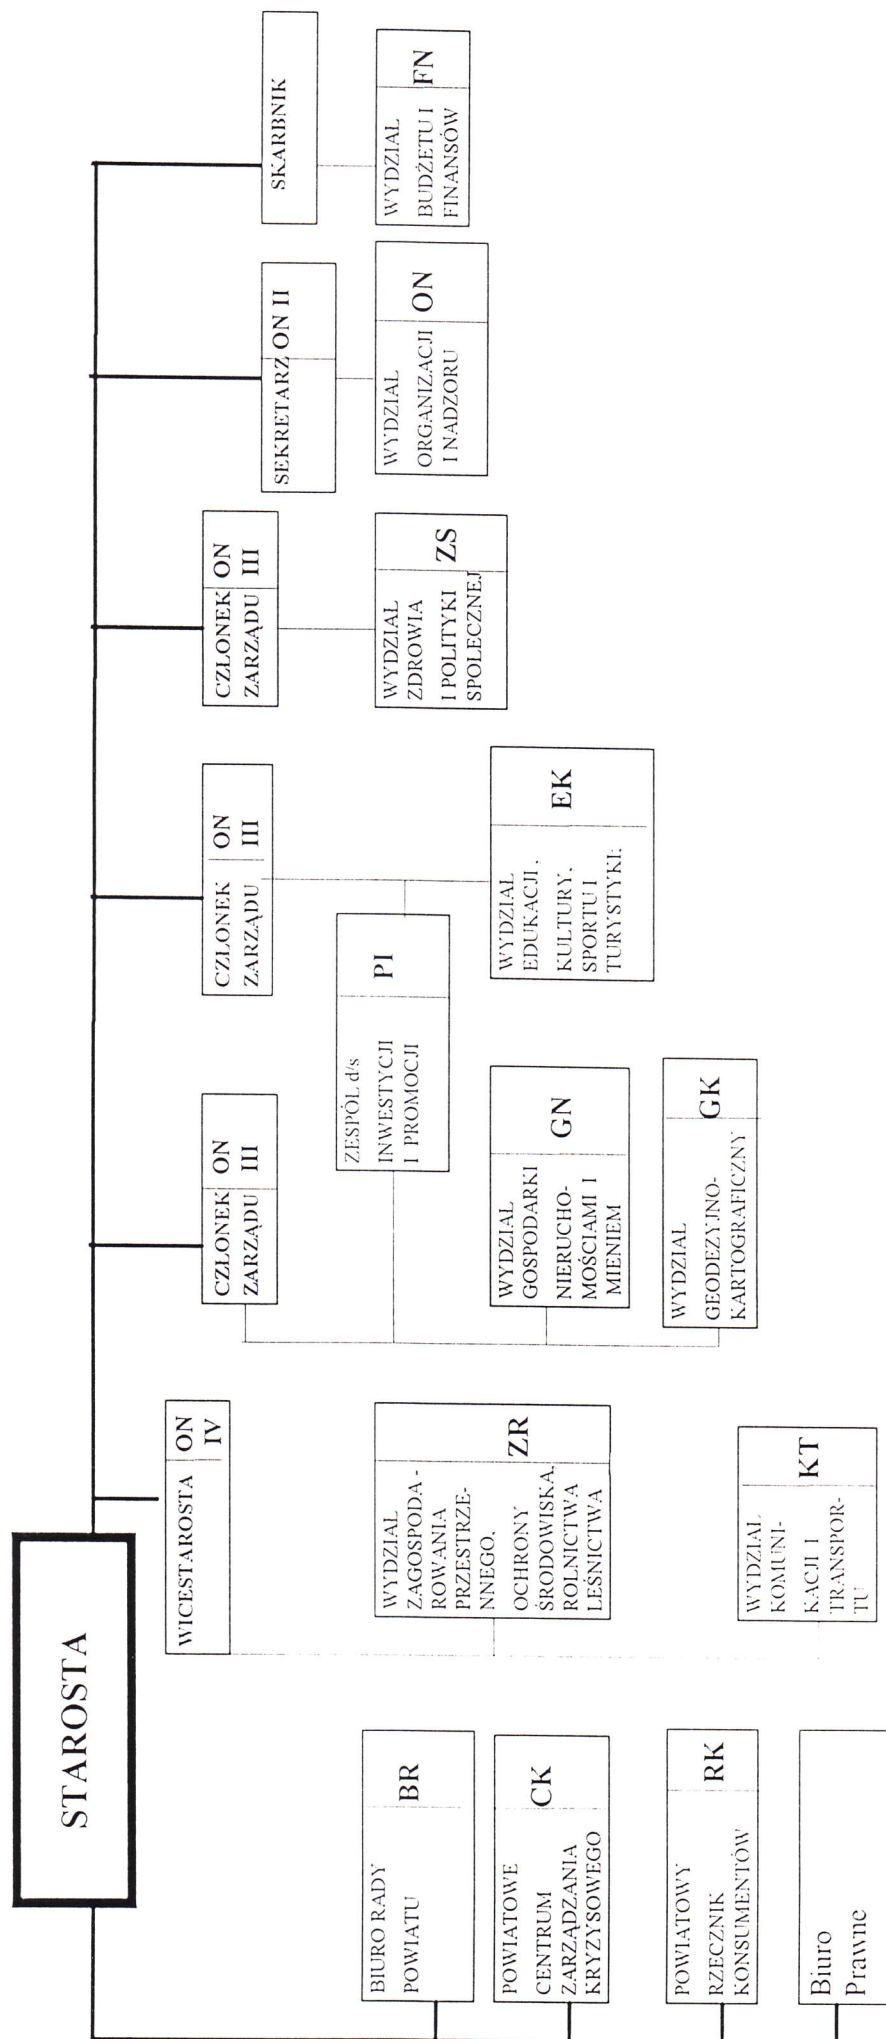 STAROSTA
BIURO RADY
POWIATU
BR
POWIATOWE
CENTRUM
ZARZĄDZANIA
KRYZYSOWEGO
CK
POWIATOWY
RZECZNIK
KONSUMENTÓW
RK
Biuro
Prawne
WICESTAROSTA
ON
IV
WYDZIAŁ
ZAGOSPODA -
ROWANIA
PRZESTRZE-
NNEGO,
OCHRONY
ŚRODOWISKA,
ROLNICTWA
LEŚNICTWA
ZR
WYDZIAŁ
KOMUNI-
KACJI I
TRANSPOR-
TU
KT
CZŁONEK
ZARZĄDU
ON
III
ZESPÓŁ d/s
INWESTYCJI
I PROMOCJI
PI
WYDZIAŁ
GOSPODARKI
NIERUCHO-
MOŚCIAMI I
MIENIEM
GN
WYDZIAŁ
GEODEZYJNO-
KARTOGRAFICZNY
GK
CZŁONEK
ZARZĄDU
ON
III
WYDZIAŁ
EDUKACJI,
KULTURY,
SPORTU I
TURYSTYKI
EK
CZŁONEK
ZARZĄDU
ON
III
WYDZIAŁ
ZDROWIA
I POLITYKI
SPOŁECZNEJ
ZS
SEKRETARZ
ON II
WYDZIAŁ
ORGANIZACJI
I NADZORU
ON
SKARBNIK
WYDZIAŁ
BUDŻETU I
FINANSÓW
FN